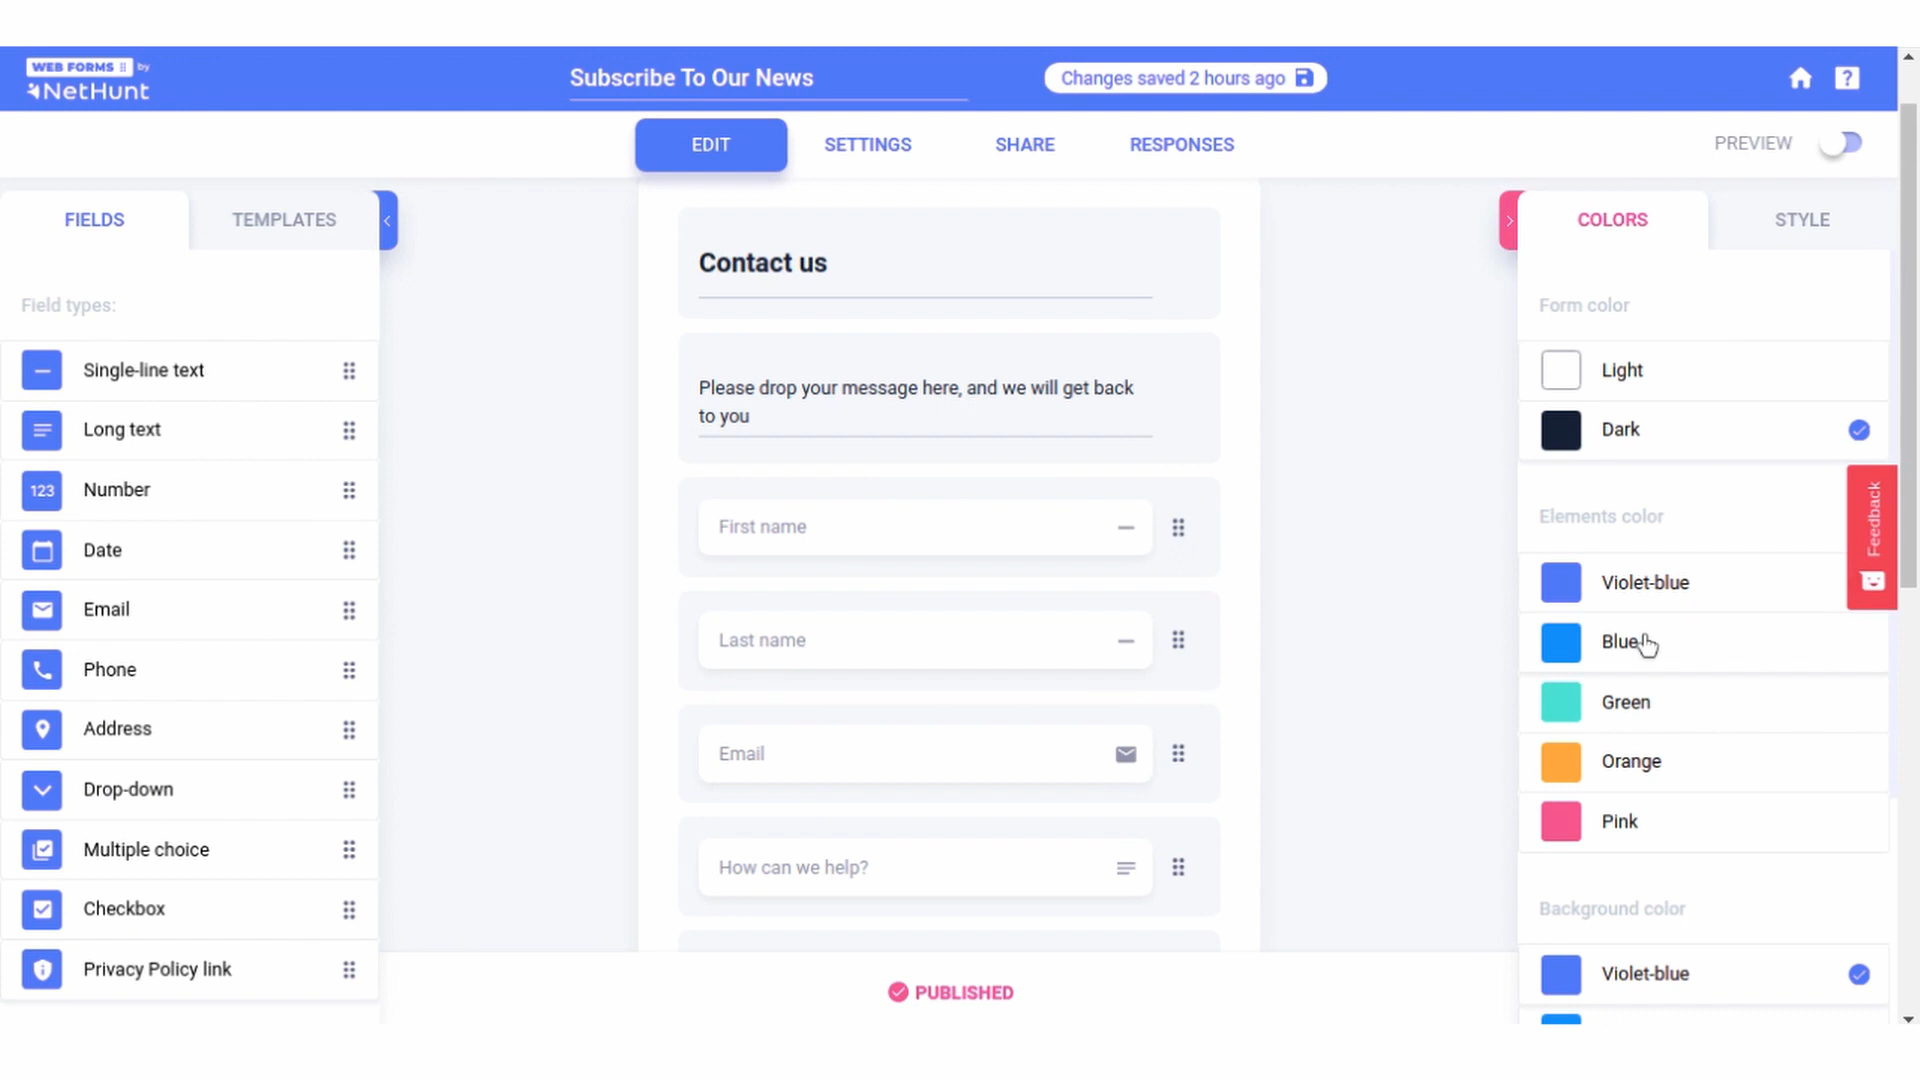 WEB FORMS by
NetHunt
Subscribe To Our News
Changes saved 2 hours ago
?
EDIT
SETTINGS
SHARE
RESPONSES
PREVIEW
FIELDS
TEMPLATES
Field types:
Single-line text
Long text
123 Number
Date
Email
Phone
Address
Drop-down
Multiple choice
Checkbox
Privacy Policy link
Contact us
Please drop your message here, and we will get back
to you
First name
Last name
Email
How can we help?
PUBLISHED
COLORS
STYLE
Form color
Light
Dark
Elements color
Violet-blue
Blue
Green
Orange
Pink
Background color
Violet-blue
Feedback